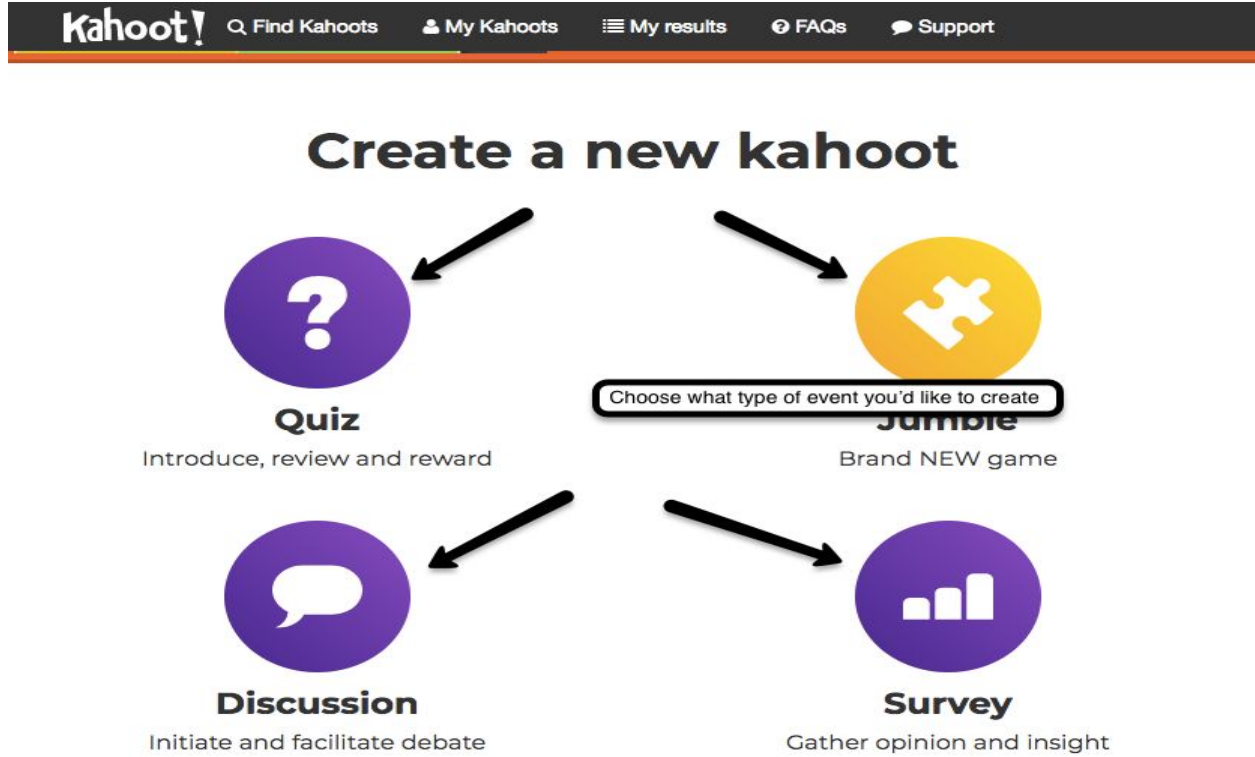 Kahoot! Find Kahoots My Kahoots My results FAQs Support
Create a new kahoot
Choose what type of event you'd like to create
Quiz
Jumble
Introduce, review and reward
Brand NEW game
Discussion
Survey
Initiate and facilitate debate
Gather opinion and insight